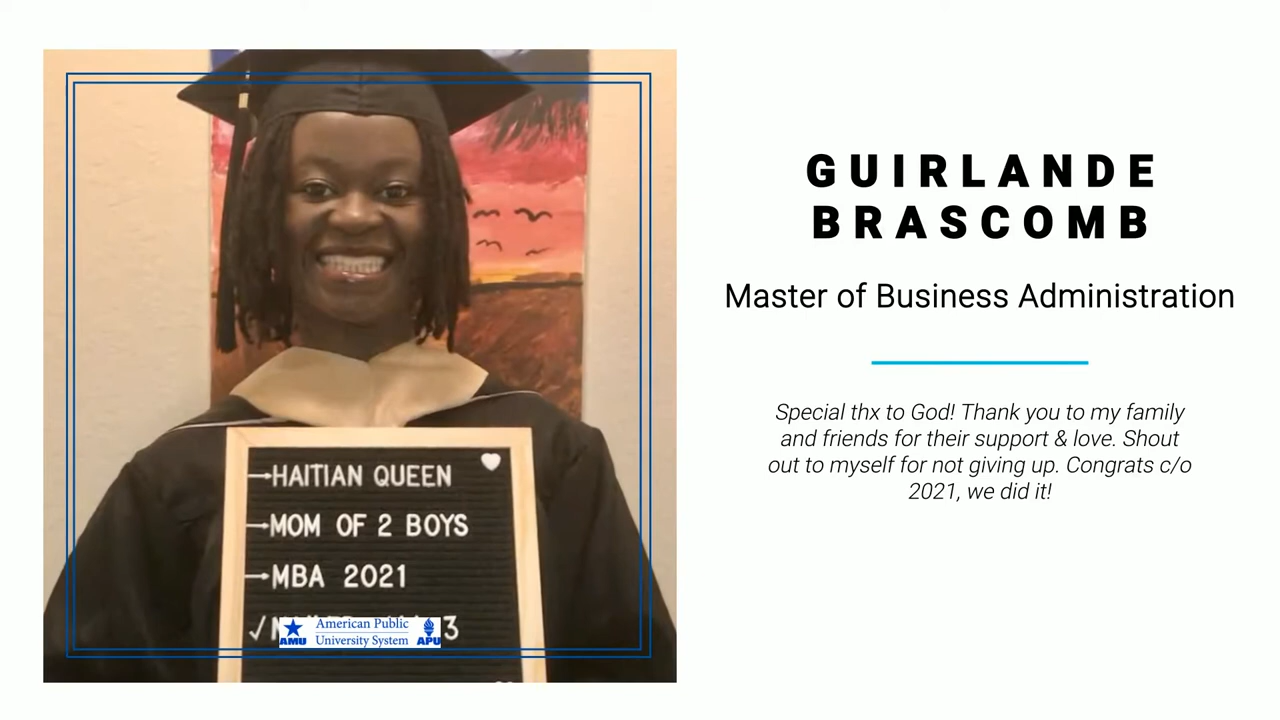 GUIRLANDE
BRASCOMB
Master of Business Administration
Special thx to God! Thank you to my family
and friends for their support & love. Shout
out to myself for not giving up. Congrats c/o
2021, we did it!
→HAITIAN QUEEN
→MOM OF 2 BOYS
→MBA 2021
√ 3
AMU
American Public
University System
APU